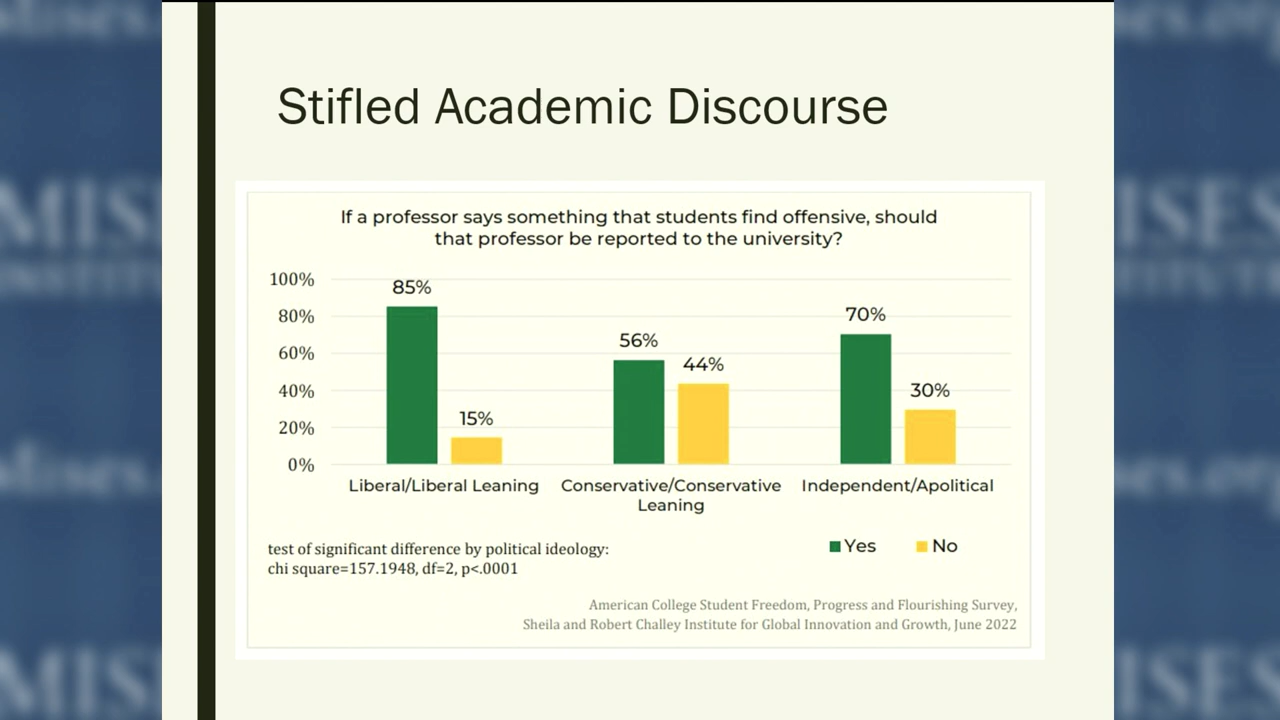 Stifled Academic Discourse
If a professor says something that students find offensive, should
that professor be reported to the university?
100%
80%
60%
40%
20%
0%
85%
15%
56%
44%
70%
30%
Liberal/Liberal Leaning
Conservative/Conservative
Leaning
Independent/Apolitical
Yes
No
test of significant difference by political ideology:
chi square=157.1948, df=2, p<.0001
American College Student Freedom, Progress and Flourishing Survey,
Sheila and Robert Challey Institute for Global Innovation and Growth, June 2022